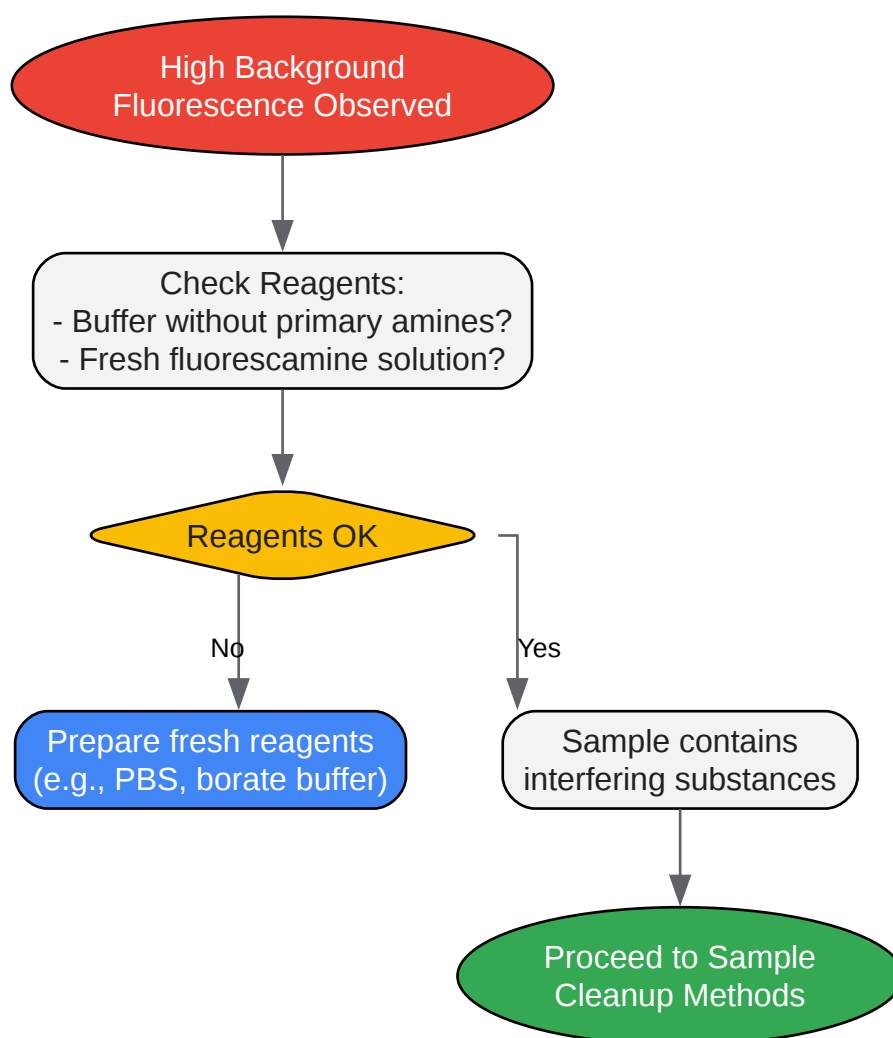 High Background
Fluorescence Observed
Check Reagents:
- Buffer without primary amines?
- Fresh fluorescamine solution?
Reagents OK
No
Yes
Prepare fresh reagents
(e.g., PBS, borate buffer)
Sample contains
interfering substances
Proceed to Sample
Cleanup Methods